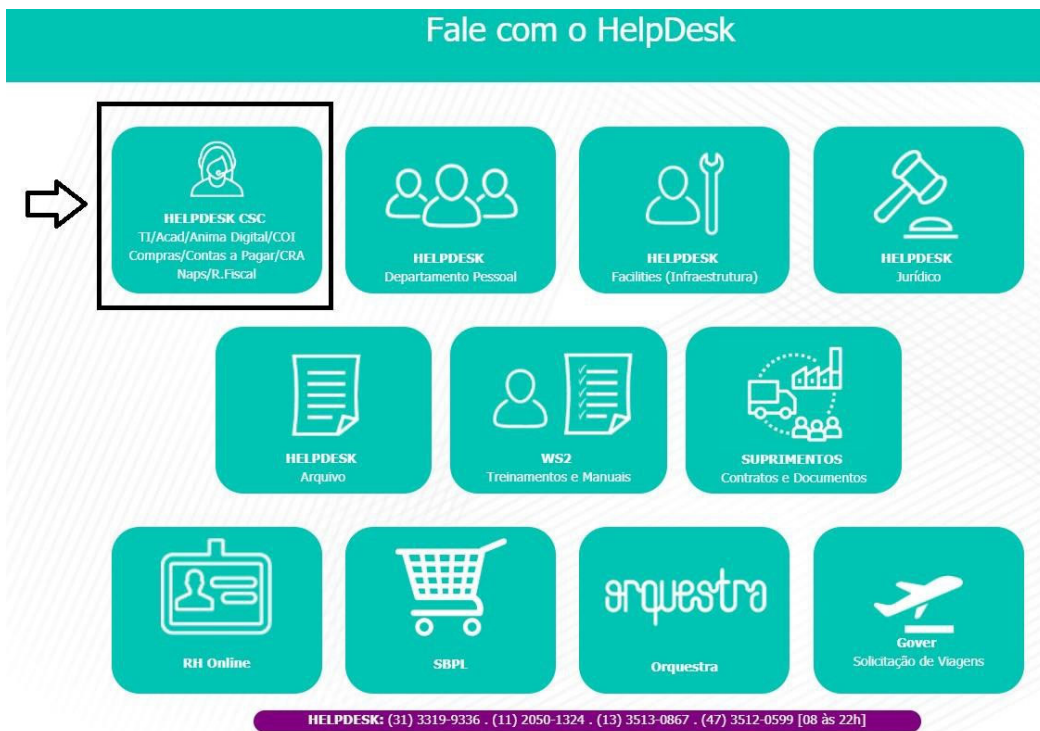 Fale com o HelpDesk
HELPDESK CSC
TI/Acad/Anima Digital/COI
Compras/Contas a Pagar/CRA
Naps/R.Fiscal
HELPDESK
Departamento Pessoal
HELPDESK
Facilities (Infraestrutura)
HELPDESK
Jurídico
HELPDESK
Arquivo
WS2
Treinamentos e Manuais
SUPRIMENTOS
Contratos e Documentos
RH Online
SBPL
orquestra
Orquestra
Gover
Solicitação de Viagens
HELPDESK: (31) 3319-9336 . (11) 2050-1324 . (13) 3513-0867 . (47) 3512-0599 [08 às 22h]